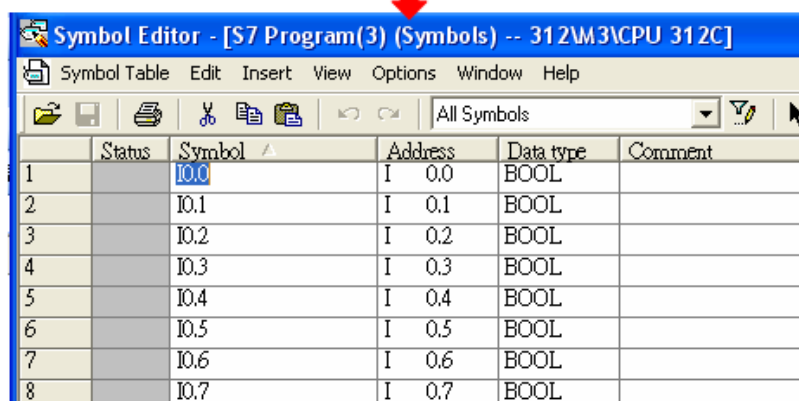 Symbol Editor - [S7 Program(3) (Symbols) -- 312\M3\CPU 312C]
Symbol Table Edit Insert View Options Window Help
All Symbols
Status Symbol Address Data type Comment
1 I0.0 I 0.0 BOOL
2 I0.1 I 0.1 BOOL
3 I0.2 I 0.2 BOOL
4 I0.3 I 0.3 BOOL
5 I0.4 I 0.4 BOOL
6 I0.5 I 0.5 BOOL
7 I0.6 I 0.6 BOOL
8 I0.7 I 0.7 BOOL